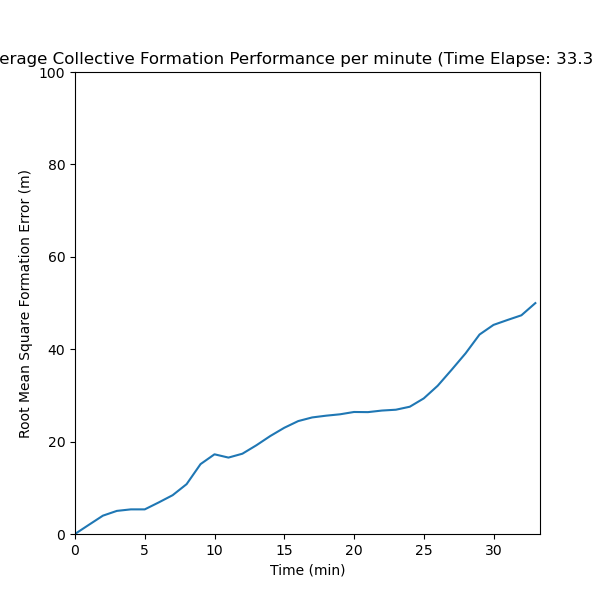 erage Collective Formation Performance per minute (Time Elapse: 33.3
100
80
60
40
20
0
Root Mean Square Formation Error (m)
0 5 10 15 20 25 30
Time (min)